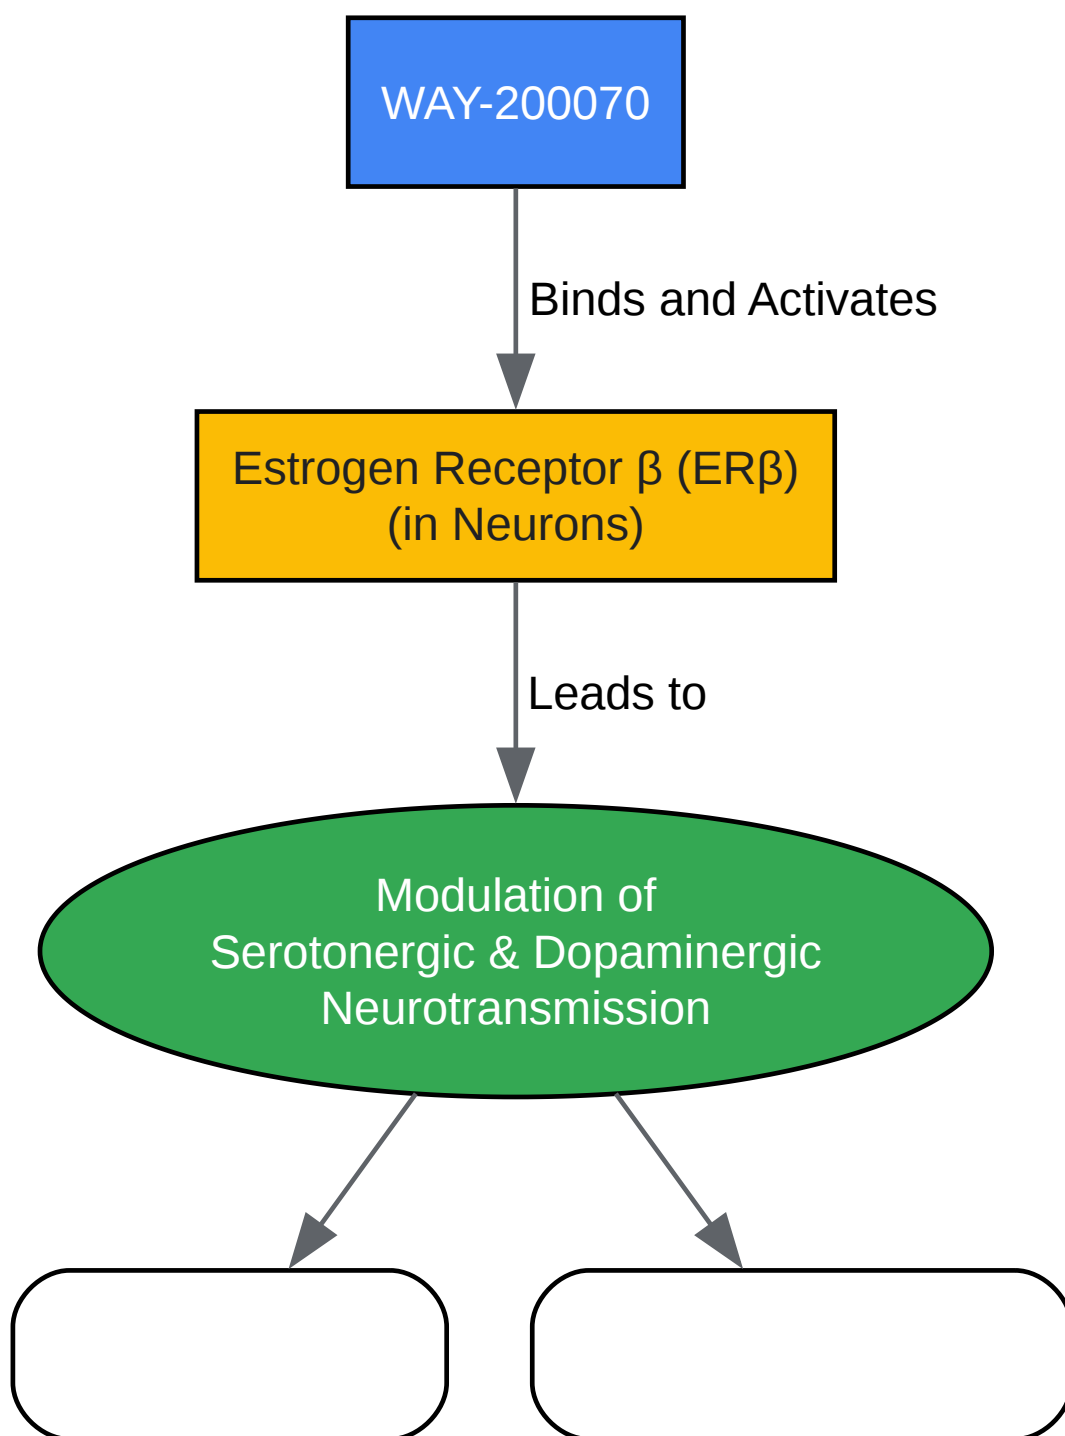 WAY-200070
Binds and Activates
Estrogen Receptor β (ERβ)
(in Neurons)
Leads to
Modulation of
Serotonergic & Dopaminergic
Neurotransmission